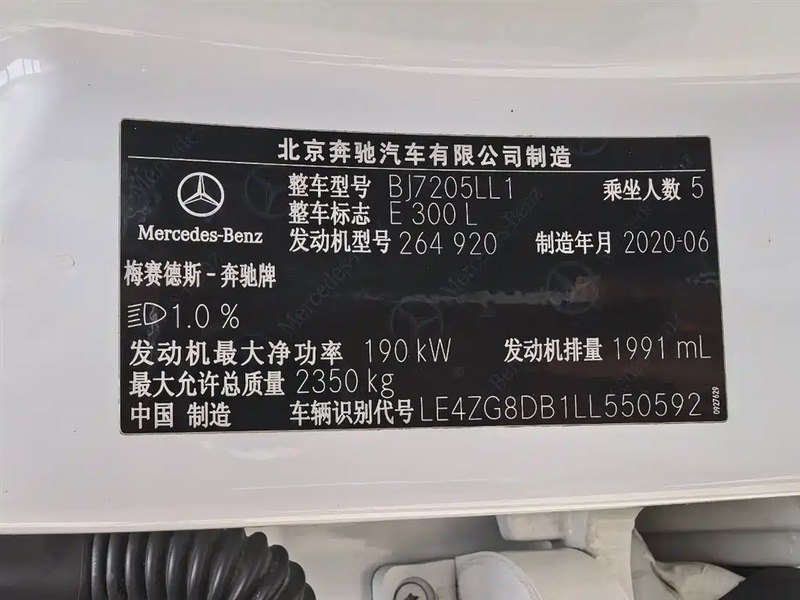 北京奔驰汽车有限公司制造
整车型号 BJ7205LL1 乘坐人数 5
整车标志 E 300 L
Mercedes-Benz
发动机型号 264 920 制造年月 2020-06
梅赛德斯-奔驰牌
1.0 %
发动机最大净功率 190 kW 发动机排量 1991 mL
最大允许总质量 2350 kg
中国 制造 车辆识别代号 LE4ZG8DB1LL550592
0927629